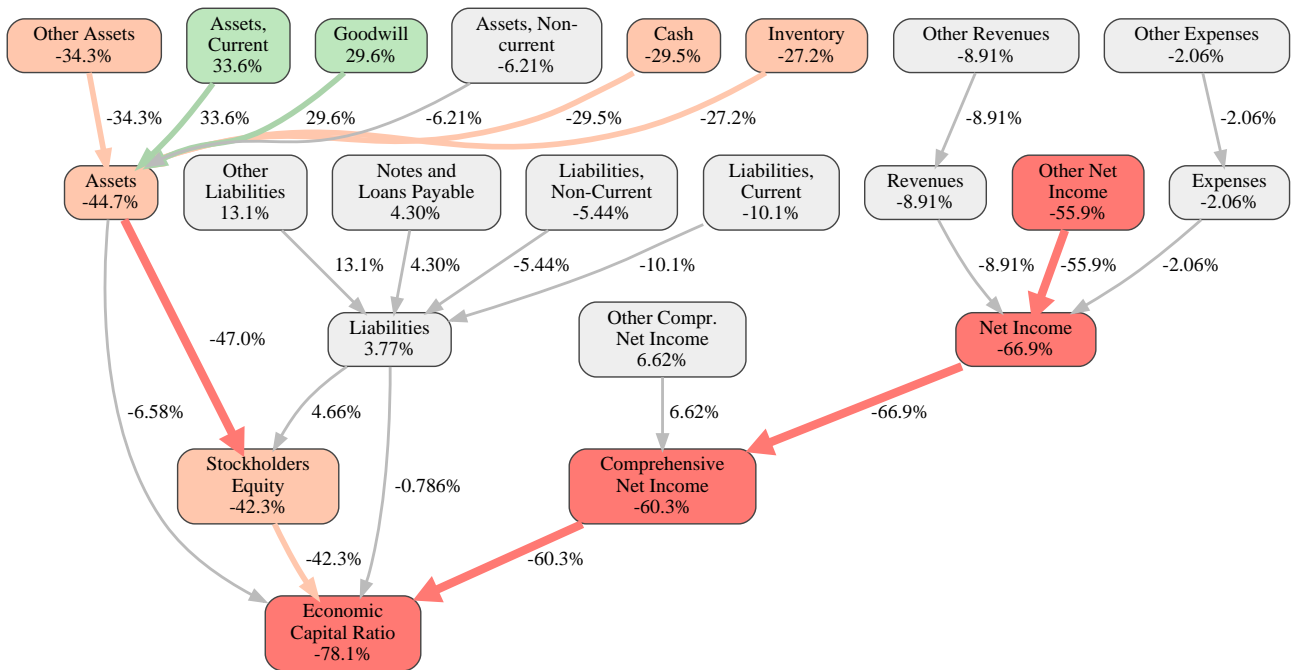 Other Assets
-34.3%
Assets,
Current
33.6%
Goodwill
29.6%
Assets, Non-
current
-6.21%
Cash
-29.5%
Inventory
-27.2%
Other Revenues
-8.91%
Other Expenses
-2.06%
-34.3%
33.6%
29.6%
-6.21%
-29.5%
-27.2%
-8.91%
-2.06%
Assets
-44.7%
Other
Liabilities
13.1%
Notes and
Loans Payable
4.30%
Liabilities,
Non-Current
-5.44%
Liabilities,
Current
-10.1%
Revenues
-8.91%
Other Net
Income
-55.9%
Expenses
-2.06%
13.1%
4.30%
-5.44%
-10.1%
-8.91%
-55.9%
-2.06%
-47.0%
Liabilities
3.77%
Other Compr.
Net Income
6.62%
Net Income
-66.9%
-6.58%
4.66%
6.62%
-66.9%
Stockholders
Equity
-42.3%
-0.786%
Comprehensive
Net Income
-60.3%
-42.3%
-60.3%
Economic
Capital Ratio
-78.1%